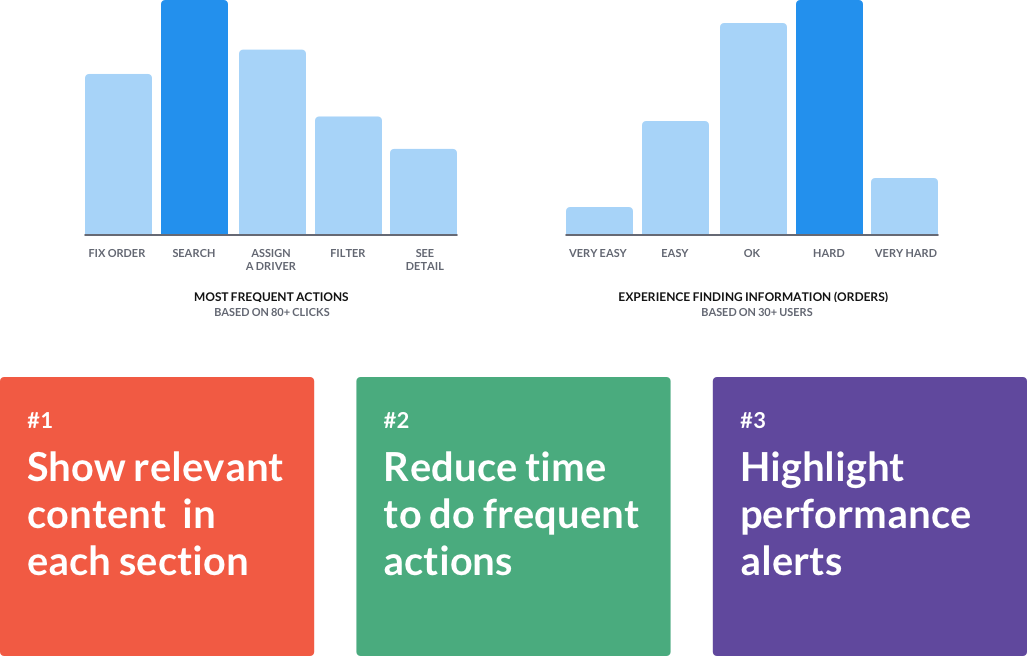 FIX ORDER
SEARCH
ASSIGN
A DRIVER
FILTER
SEE
DETAIL
MOST FREQUENT ACTIONS
BASED ON 80+ CLICKS
VERY EASY
EASY
OK
HARD
VERY HARD
EXPERIENCE FINDING INFORMATION (ORDERS)
BASED ON 30+ USERS
#1
Show relevant
content  in
each section
#2
Reduce time
to do frequent
actions
#3
Highlight
performance
alerts